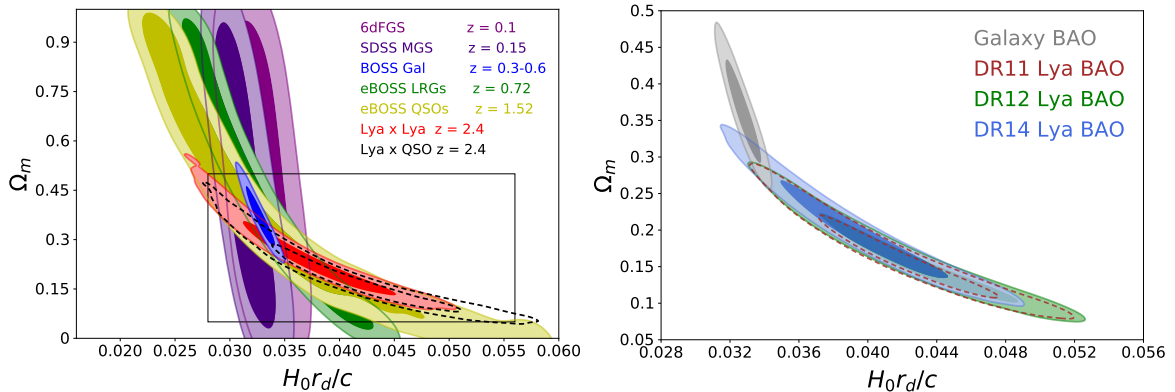 6dFGS z = 0.1
SDSS MGS z = 0.15
BOSS Gal z = 0.3-0.6
eBOSS LRGs z = 0.72
eBOSS QSOs z = 1.52
Lya x Lya z = 2.4
Lya x QSO z = 2.4
0.90
0.75
0.60
0.45
0.30
0.15
0
Ωm
0.020 0.025 0.030 0.035 0.040 0.045 0.050 0.055 0.060
H0rd/c
Galaxy BAO
DR11 Lya BAO
DR12 Lya BAO
DR14 Lya BAO
0.5
0.45
0.4
0.35
0.3
0.25
0.2
0.15
0.1
0.05
Ωm
0.028 0.032 0.036 0.040 0.044 0.048 0.052 0.056
H0rd/c